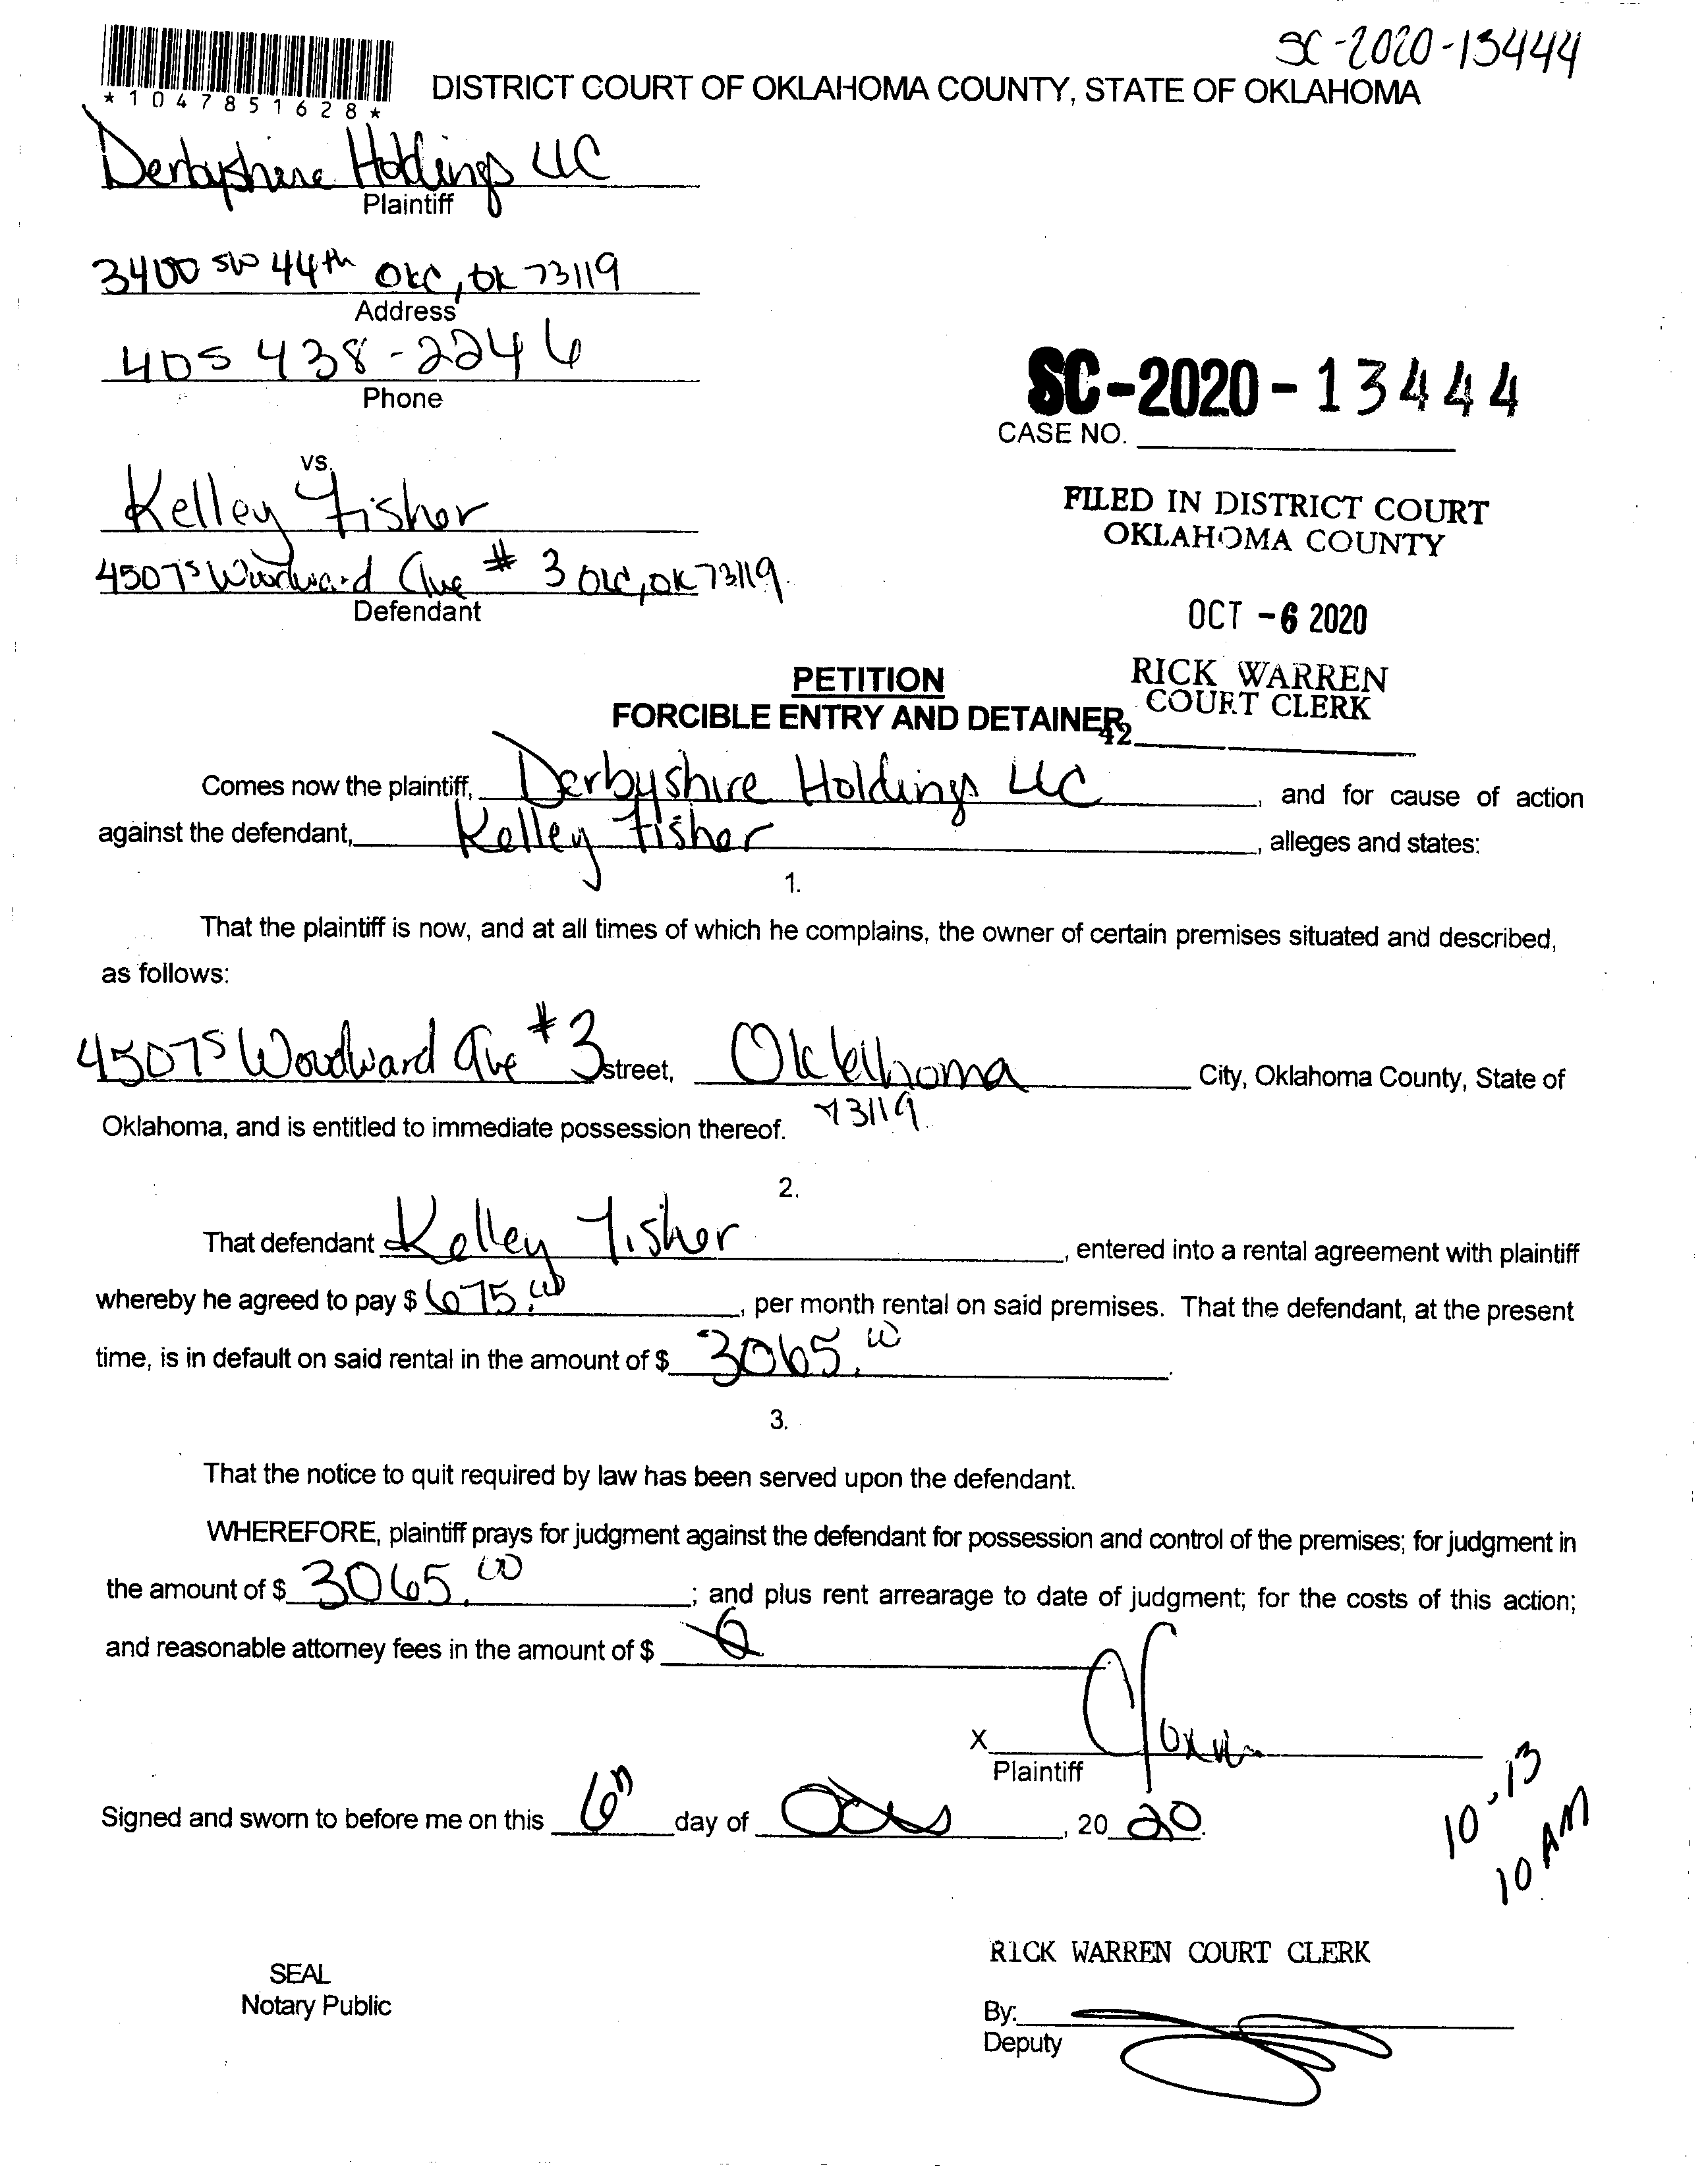 SC-2020-13444
*1047851628*
DISTRICT COURT OF OKLAHOMA COUNTY, STATE OF OKLAHOMA
Derbyshire Holdings LLC
Plaintiff
3400 SW 44th OKC, OK 73119
Address
405 438-2246
Phone
SC-2020-13444
CASE NO.
vs.
Kelley Fisher
FILED IN DISTRICT COURT
OKLAHOMA COUNTY
4507 S Woodward Ave # 3 OKC, OK 73119
Defendant
OCT -6 2020
PETITION
RICK WARREN
COURT CLERK
FORCIBLE ENTRY AND DETAINER
42
Comes now the plaintiff, Derbyshire Holdings LLC, and for cause of action
against the defendant, Kelley Fisher, alleges and states:
1.
That the plaintiff is now, and at all times of which he complains, the owner of certain premises situated and described,
as follows:
4507 S Woodward Ave #3 street, Oklahoma City, Oklahoma County, State of
73119
Oklahoma, and is entitled to immediate possession thereof.
2.
That defendant Kelley Fisher, entered into a rental agreement with plaintiff
whereby he agreed to pay $ 675.00, per month rental on said premises. That the defendant, at the present
time, is in default on said rental in the amount of $ 3065.00.
3.
That the notice to quit required by law has been served upon the defendant.
WHEREFORE, plaintiff prays for judgment against the defendant for possession and control of the premises; for judgment in
the amount of $ 3065.00; and plus rent arrearage to date of judgment; for the costs of this action;
and reasonable attorney fees in the amount of $
X
Plaintiff
Signed and sworn to before me on this 6th day of Oct, 2020.
10-13
10 AM
RICK WARREN COURT CLERK
SEAL
Notary Public
By:
Deputy